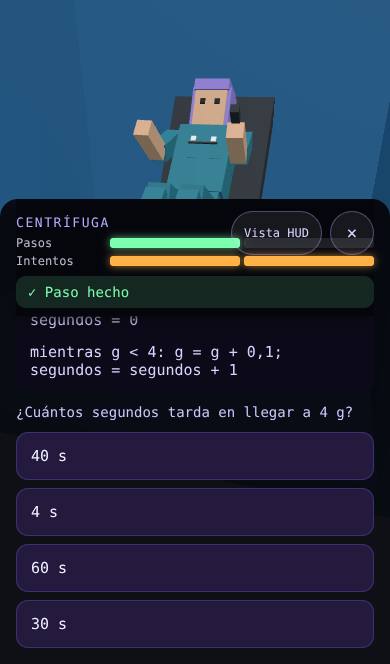 CENTRÍFUGA
Vista HUD
×
Pasos
Intentos
✓ Paso hecho
segundos = 0
mientras g < 4: g = g + 0,1;
segundos = segundos + 1
¿Cuántos segundos tarda en llegar a 4 g?
40 s
4 s
60 s
30 s